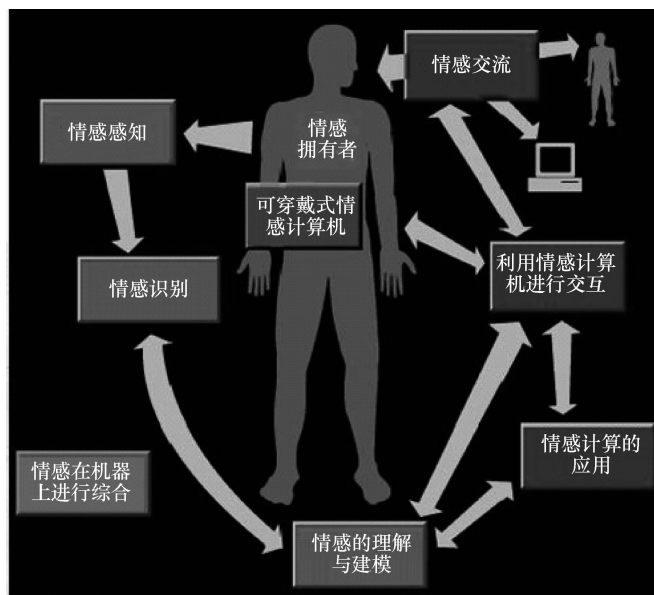 情感交流
情感感知
情感
拥有者
可穿戴式情
感计算机
情感识别
利用情感计算
机进行交互
情感计算的
应用
情感在机器
上进行综合
情感的理解
与建模